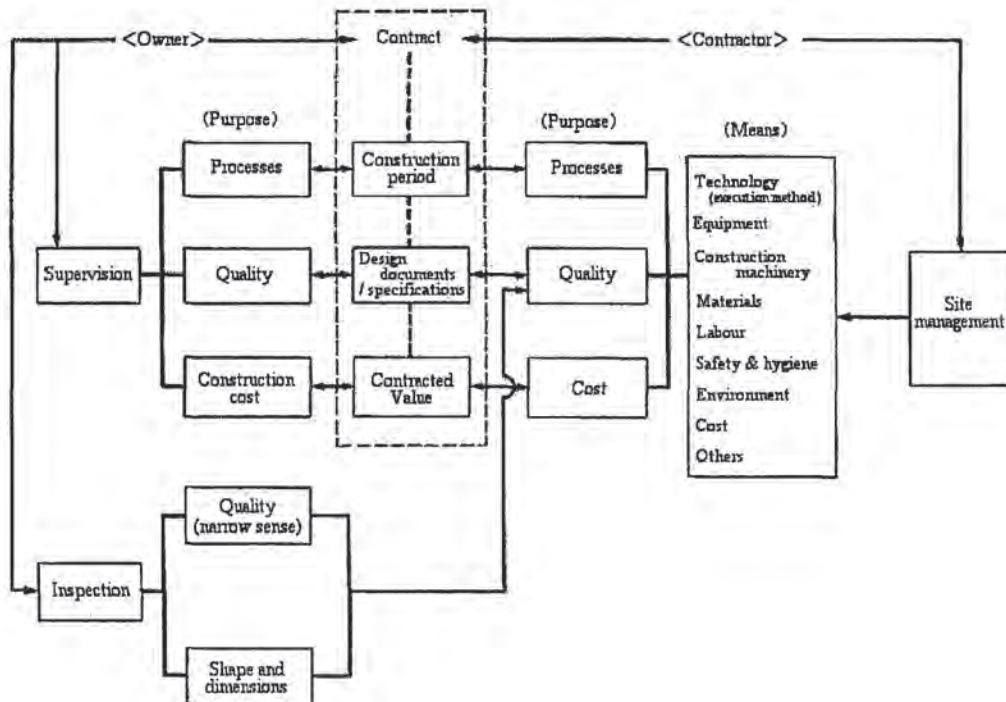 <Owner>
Contract
<Contractor>
(Purpose)
(Purpose)
(Means)
Processes
Construction
period
Processes
Technology
(execution method)
Equipment
Construction
machinery
Materials
Labour
Safety & hygiene
Environment
Cost
Others
Supervision
Quality
Design
documents
/ specifications
Quality
Site
management
Construction
cost
Contracted
Value
Cost
Quality
(narrow sense)
Inspection
Shape and
dimensions